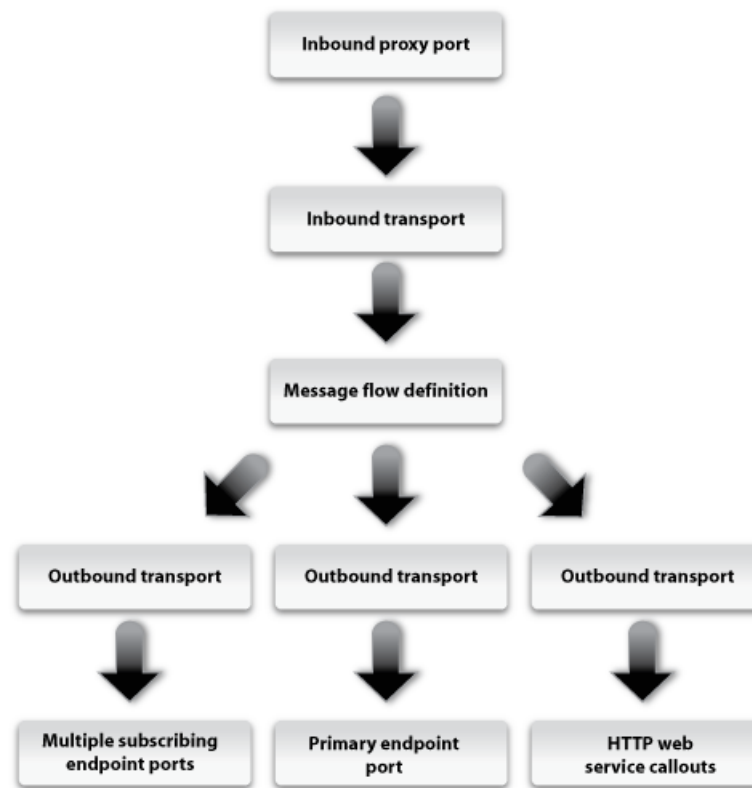 Inbound proxy port
Inbound transport
Message flow definition
Outbound transport
Outbound transport
Outbound transport
Multiple subscribing
endpoint ports
Primary endpoint
port
HTTP web
service callouts